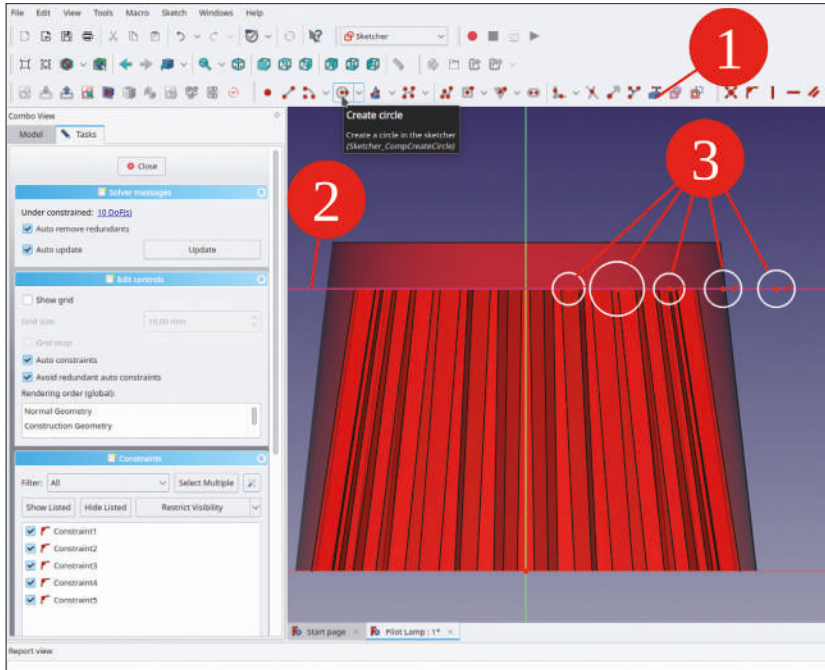 File Edit View Tools Macro Sketch Windows Help
Sketcher
1
Combo View
Create circle
Create a circle in the sketcher
(Sketcher_CompCreateCircle)
Model Tasks
Close
Solver messages
Under constrained: 10 DoF(s)
Auto remove redundants
Auto update Update
2
3
Edit controls
Show grid
Grid size: 10,00 mm
Grid snap
Auto constraints
Avoid redundant auto constraints
Rendering order (global):
Normal Geometry
Construction Geometry
Constraints
Filter: All Select Multiple
Show Listed Hide Listed Restrict Visibility
Constraint1
Constraint2
Constraint3
Constraint4
Constraint5
Start page Pilot Lamp : 1*
Report view